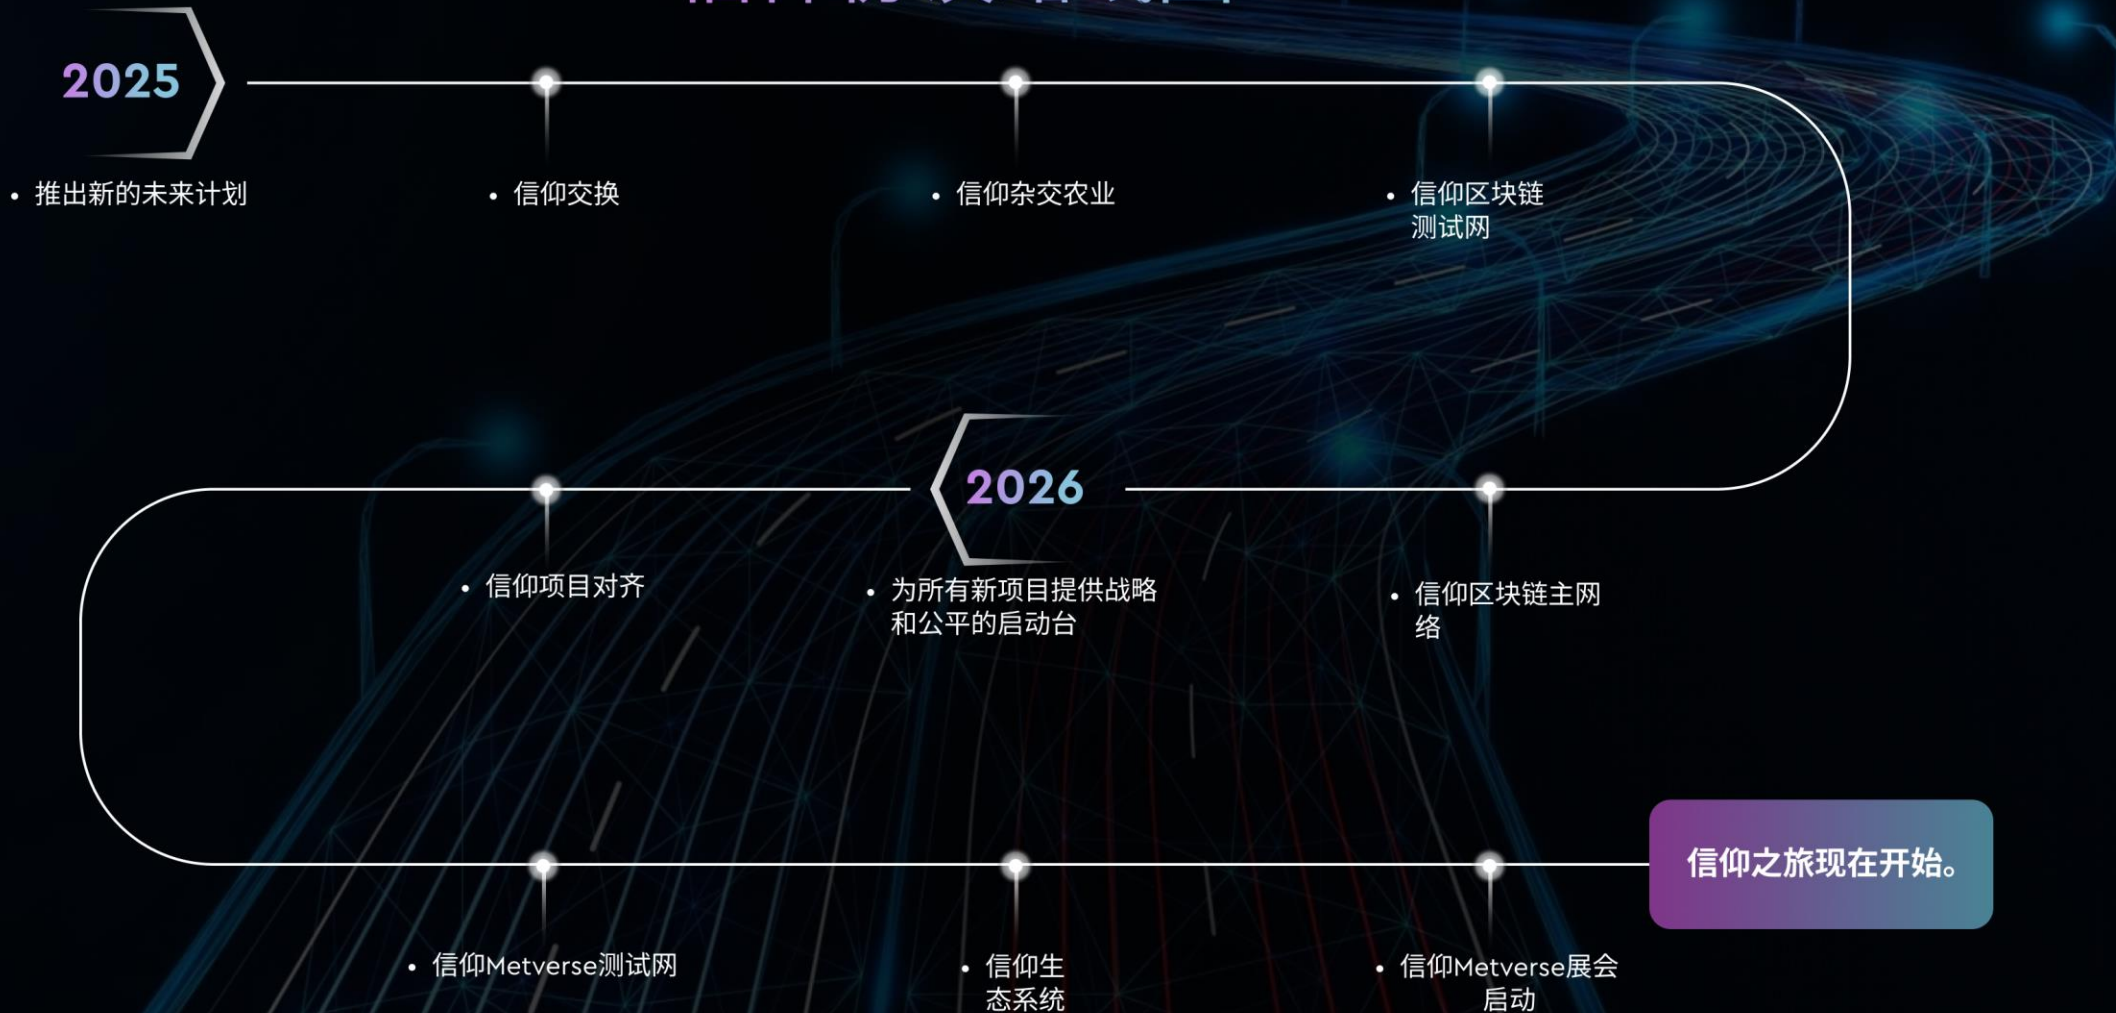 2025
推出新的未来计划
信仰交换
信仰杂交农业
信仰区块链
测试网
信仰项目对齐
2026
为所有新项目提供战略
和公平的启动台
信仰区块链主网
络
信仰之旅现在开始。
信仰Metverse测试网
信仰生
态系统
信仰Metverse展会
启动